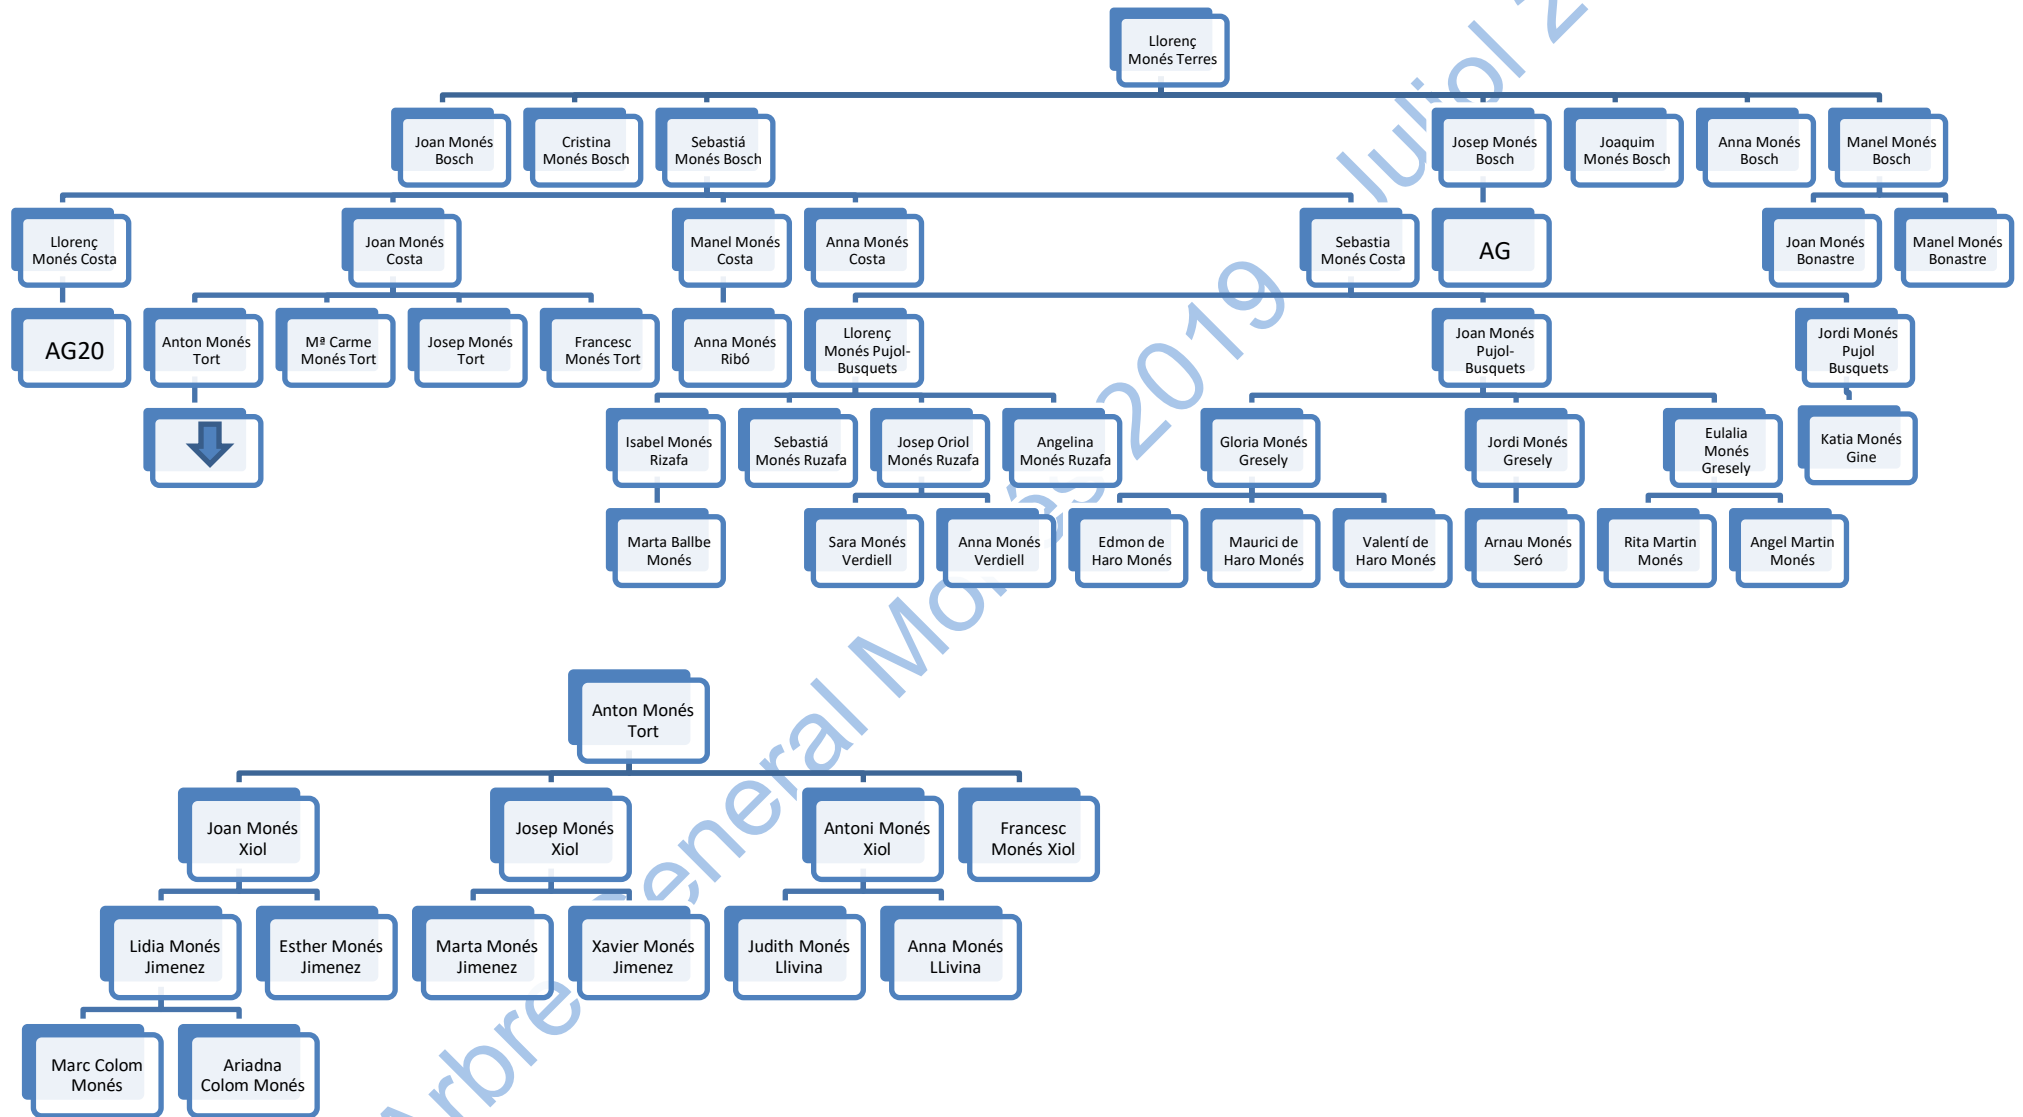 Llorenç
Monés Terres
Joan Monés
Bosch
Cristina
Monés Bosch
Sebastiá
Monés Bosch
Josep Monés
Bosch
Joaquim
Monés Bosch
Anna Monés
Bosch
Manel Monés
Bosch
Llorenç
Monés Costa
Joan Monés
Costa
Manel Monés
Costa
Anna Monés
Costa
Sebastia
Monés Costa
AG
Joan Monés
Bonastre
Manel Monés
Bonastre
AG20
Anton Monés
Tort
Mª Carme
Monés Tort
Josep Monés
Tort
Francesc
Monés Tort
Anna Monés
Ribó
Llorenç
Monés Pujol-
Busquets
Joan Monés
Pujol-
Busquets
Jordi Monés
Pujol
Busquets
Isabel Monés
Rizafa
Sebastiá
Monés Ruzafa
Josep Oriol
Monés Ruzafa
Angelina
Monés Ruzafa
Gloria Monés
Gresely
Jordi Monés
Gresely
Eulalia
Monés
Gresely
Katia Monés
Gine
Marta Ballbe
Monés
Sara Monés
Verdiell
Anna Monés
Verdiell
Edmon de
Haro Monés
Maurici de
Haro Monés
Valentí de
Haro Monés
Arnau Monés
Seró
Rita Martin
Monés
Angel Martin
Monés
Anton Monés
Tort
Joan Monés
Xiol
Josep Monés
Xiol
Antoni Monés
Xiol
Francesc
Monés Xiol
Lidia Monés
Jimenez
Esther Monés
Jimenez
Marta Monés
Jimenez
Xavier Monés
Jimenez
Judith Monés
Llivina
Anna Monés
LLivina
Marc Colom
Monés
Ariadna
Colom Monés
Arbre General Monés 2019 Juliol